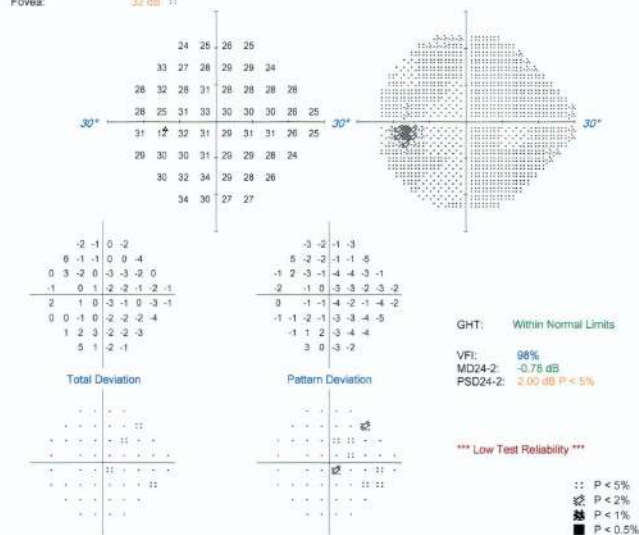 Fovea: 32 dB
24 25 26 25
33 27 28 29 29 24
28 32 28 31 28 28 28 28
28 25 31 33 30 30 30 26 25
30° 30° 30°
31 12 32 31 29 31 31 26 25
29 30 30 31 29 29 28 24
30 32 34 29 28 26
34 30 27 27
-2 -1 0 -2
6 -1 -1 0 0 -4
0 3 -2 0 -3 -3 -2 0
-1 0 1 -2 -2 -1 -2 -1
2 1 0 -3 -1 0 -3 -1
0 0 -1 0 -2 -2 -2 -4
1 2 3 -2 -2 -3
5 1 -2 -1
-3 -2 -1 -3
5 -2 -2 -1 -1 -5
-1 2 -3 -1 -4 -4 -3 -1
-2 -1 0 -3 -3 -2 -3 -2
0 -1 -1 -4 -2 -1 -4 -2
-1 -1 -2 -1 -3 -3 -4 -5
-1 1 2 -3 -3 -4
3 0 -3 -2
Total Deviation
Pattern Deviation
GHT: Within Normal Limits
VFI: 98%
MD24-2: -0.78 dB
PSD24-2: 2.00 dB P < 5%
*** Low Test Reliability ***
P < 5%
P < 2%
P < 1%
P < 0.5%